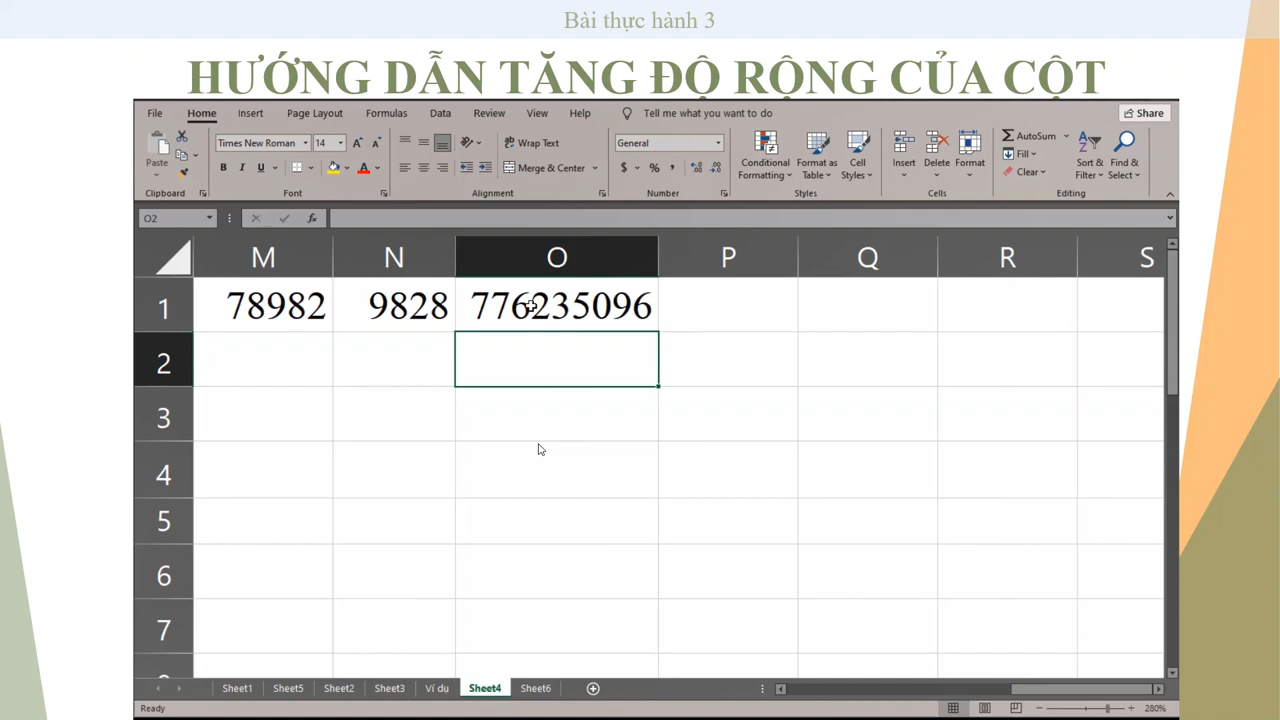 Bài thực hành 3
HƯỚNG DẪN TĂNG ĐỘ RỘNG CỦA CỘT
File Home Insert Page Layout Formulas Data Review View Help Tell me what you want to do Share
Times New Roman 14 Wrap Text General AutoSum
Paste B I U Merge & Center $ % , Conditional Formatting Format as Table Cell Styles Insert Delete Format Fill Clear Sort & Filter Find & Select
Clipboard Font Alignment Number Styles Cells Editing
O2 fx
M N O P Q R S
1 78982 9828 776235096
2
3
4
5
6
7
Sheet1 Sheet5 Sheet2 Sheet3 Ví dụ Sheet4 Sheet6
Ready 280%